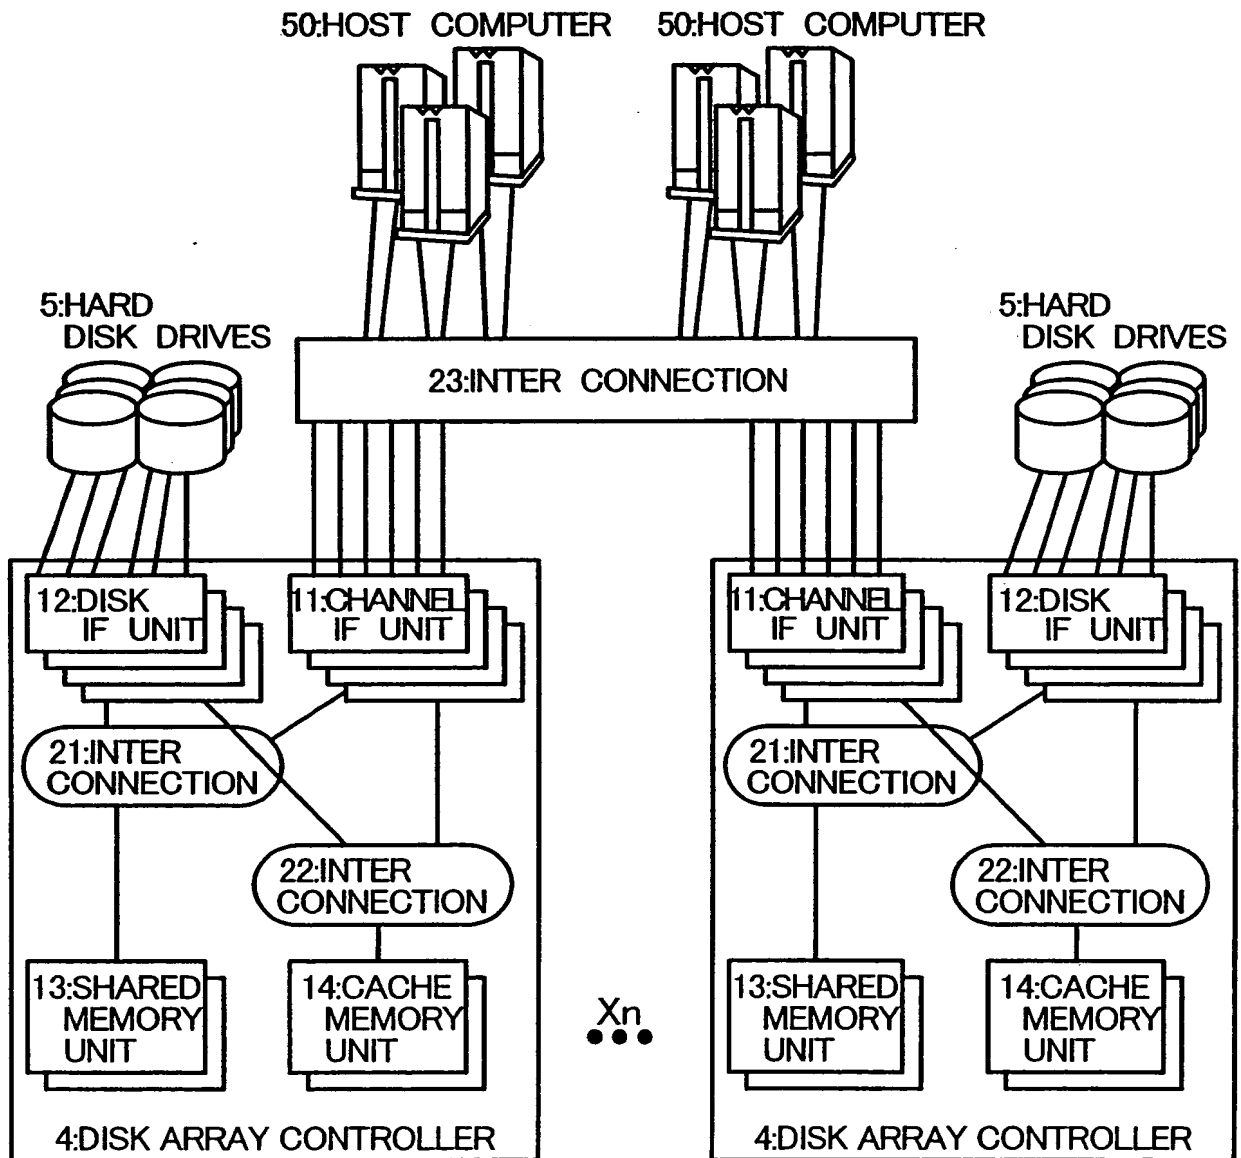 50:HOST COMPUTER
50:HOST COMPUTER
5:HARD
DISK DRIVES
5:HARD
DISK DRIVES
23:INTER CONNECTION
12:DISK
IF UNIT
11:CHANNEL
IF UNIT
11:CHANNEL
IF UNIT
12:DISK
IF UNIT
21:INTER
CONNECTION
21:INTER
CONNECTION
22:INTER
CONNECTION
22:INTER
CONNECTION
13:SHARED
MEMORY
UNIT
14:CACHE
MEMORY
UNIT
Xn
13:SHARED
MEMORY
UNIT
14:CACHE
MEMORY
UNIT
4:DISK ARRAY CONTROLLER
4:DISK ARRAY CONTROLLER